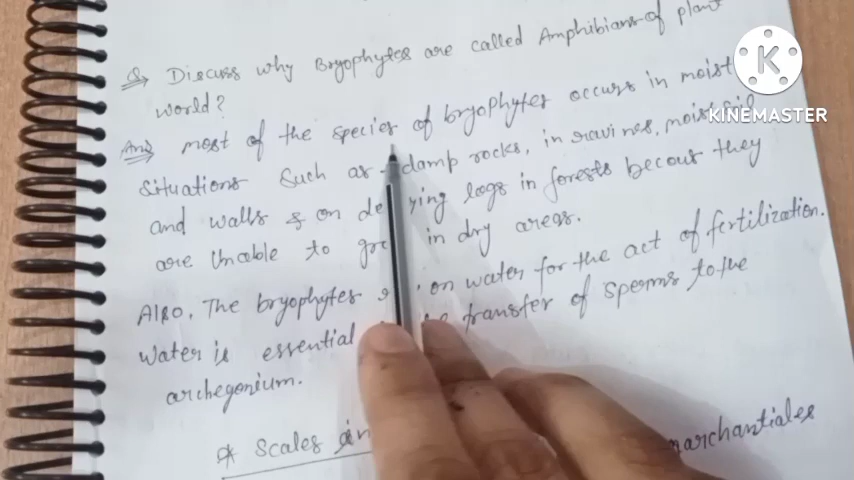 Q Discuss why Bryophytes are called Amphibians of plant
world?
Ans most of the species of bryophytes occurs in moist
situations such as damp rocks, in ravines, moist soil
and walls & on de ying logs in forests becous they
are unable to gr in dry areas.
Also, The bryophytes on water for the act of fertilization.
Water is essential transfer of sperms to the
archegonium.
* Scales in marchantiales
K
KINEMASTER